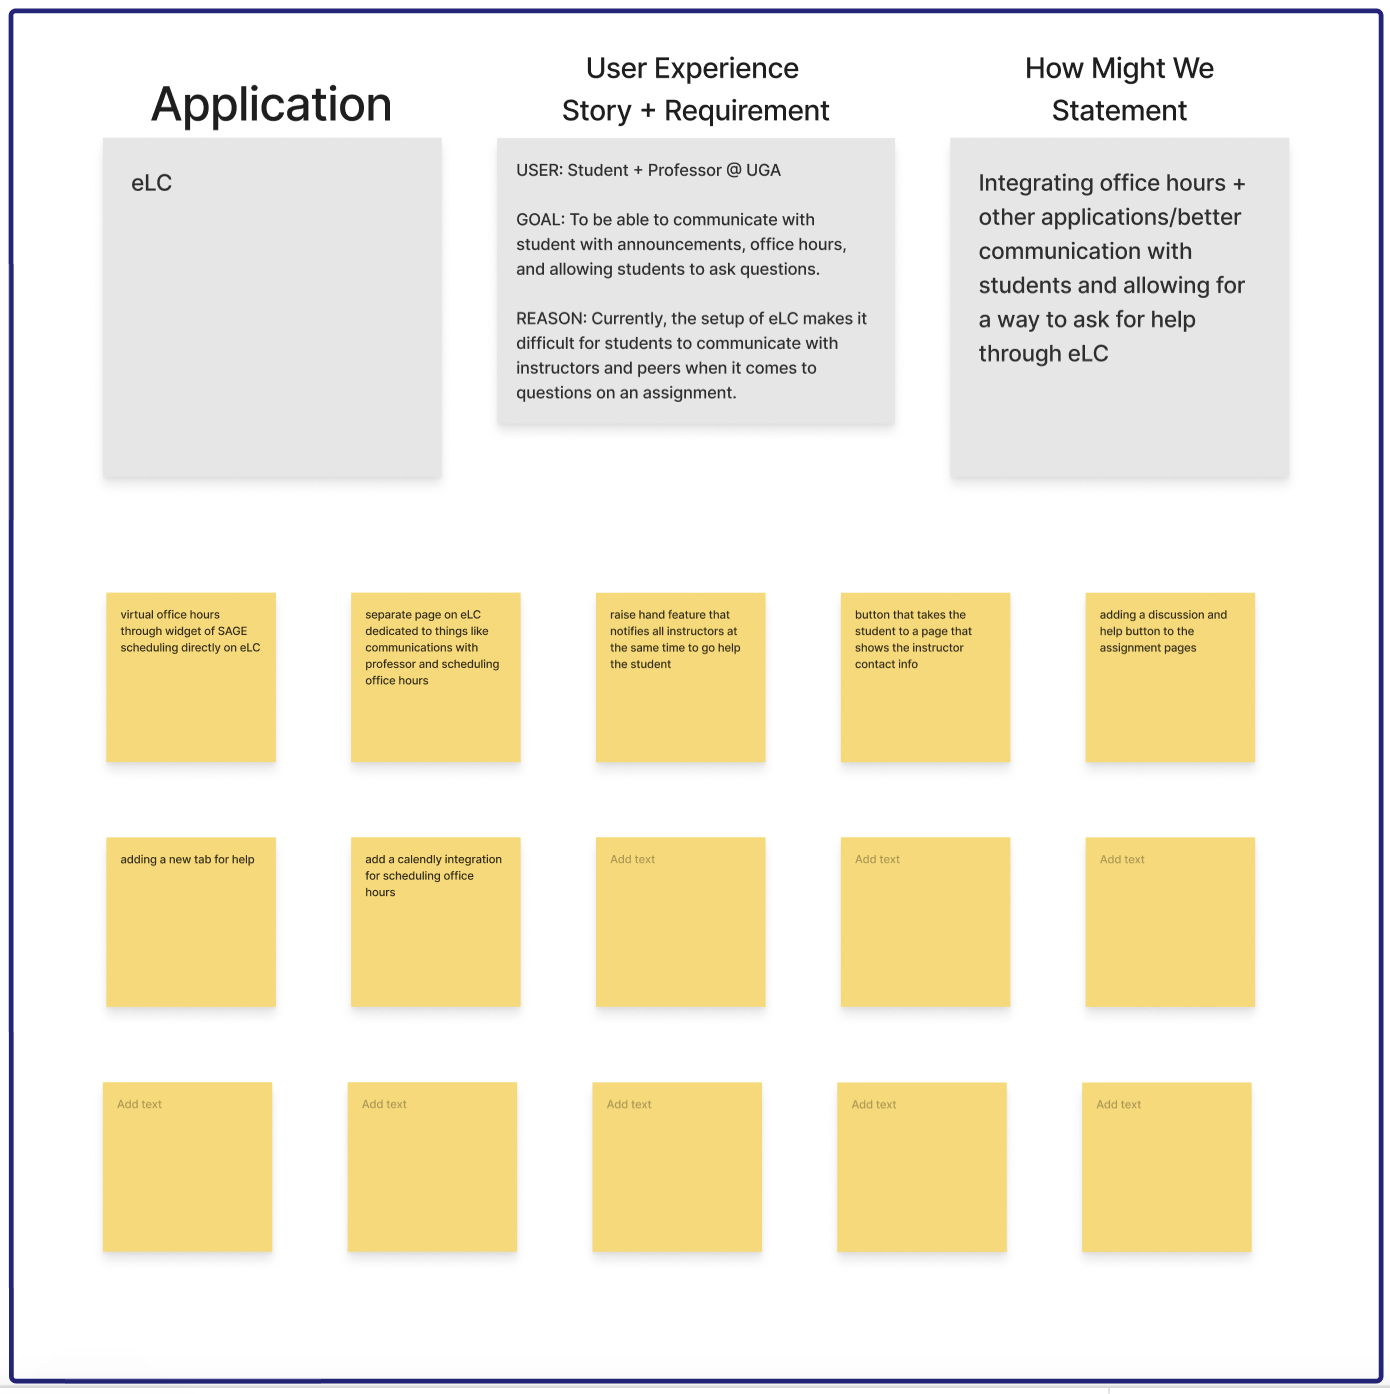 Application
User Experience
Story + Requirement
How Might We
Statement
eLC
USER: Student + Professor @ UGA
GOAL: To be able to communicate with
student with announcements, office hours,
and allowing students to ask questions.
REASON: Currently, the setup of eLC makes it
difficult for students to communicate with
instructors and peers when it comes to
questions on an assignment.
Integrating office hours +
other applications/better
communication with
students and allowing for
a way to ask for help
through eLC
virtual office hours
through widget of SAGE
scheduling directly on eLC
separate page on eLC
dedicated to things like
communications with
professor and scheduling
office hours
raise hand feature that
notifies all instructors at
the same time to go help
the student
button that takes the
student to a page that
shows the instructor
contact info
adding a discussion and
help button to the
assignment pages
adding a new tab for help
add a calendly integration
for scheduling office
hours
Add text
Add text
Add text
Add text
Add text
Add text
Add text
Add text